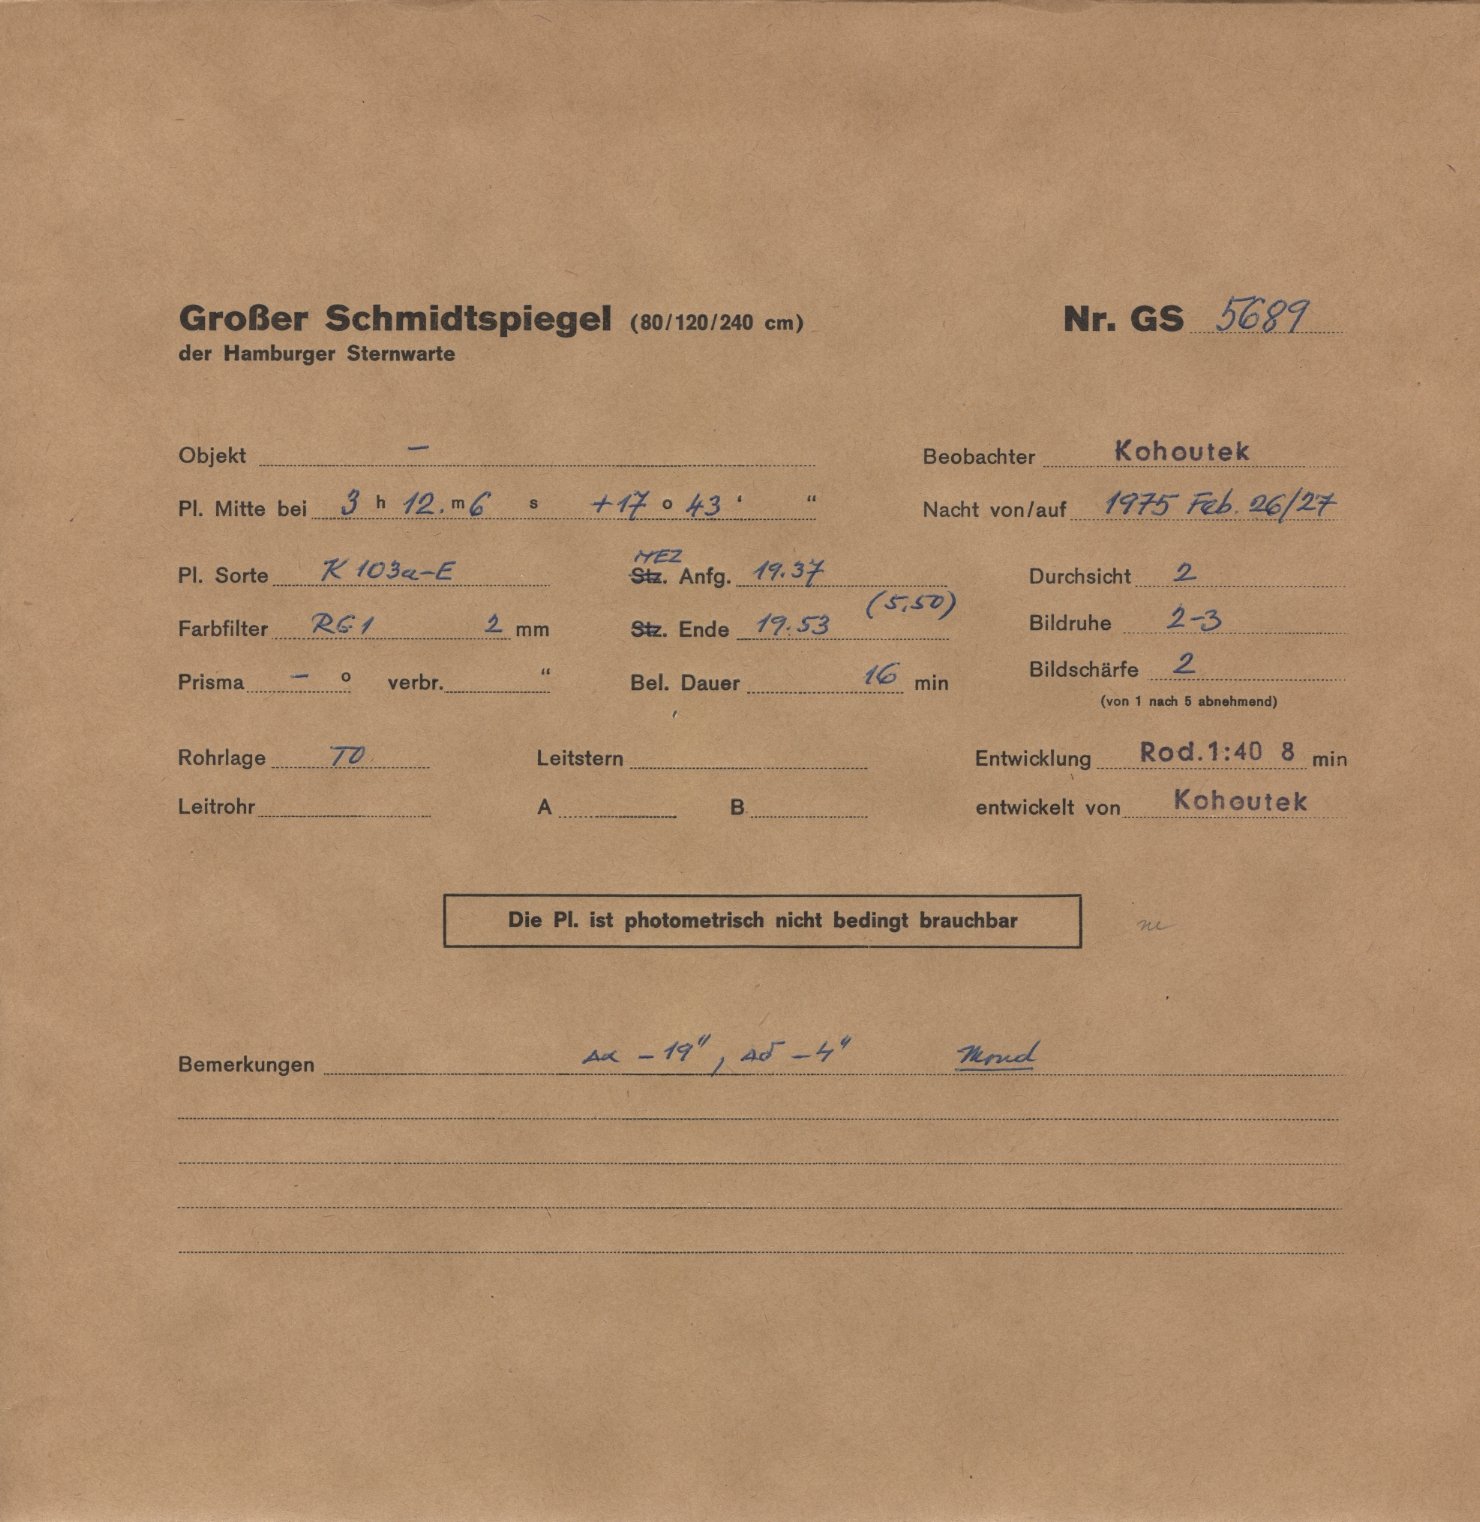 Großer Schmidtspiegel (80/120/240 cm) Nr. GS 5689
der Hamburger Sternwarte
Objekt – Beobachter Kohoutek
Pl. Mitte bei 3 h 12. m 6 s +17 o 43 ‘ “ Nacht von/auf 1975 Feb. 26/27
MEZ
Pl. Sorte K 103a-E Stz. Anfg. 19.37 Durchsicht 2
(5,50)
Farbfilter RG1 2 mm Stz. Ende 19.53 Bildruhe 2-3
Prisma – o verbr. “ Bel. Dauer 16 min Bildschärfe 2
(von 1 nach 5 abnehmend)
Rohrlage TO Leitstern Entwicklung Rod.1:40 8 min
Leitrohr A B entwickelt von Kohoutek
Die Pl. ist photometrisch nicht bedingt brauchbar
Bemerkungen Δα –19", Δδ –4" Mond